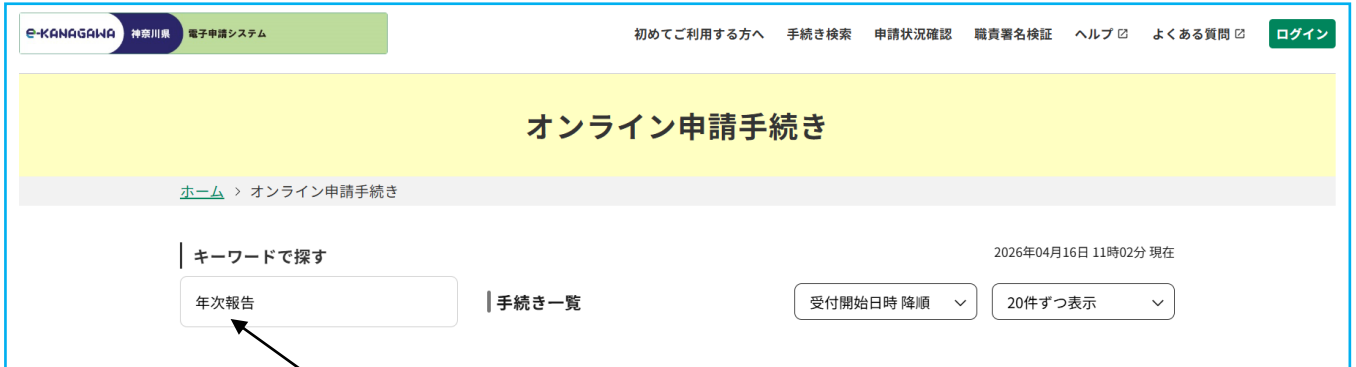 e-KANAGAWA 神奈川県 電子申請システム 初めてご利用する方へ 手続き検索 申請状況確認 職責署名検証 ヘルプ よくある質問 ログイン
オンライン申請手続き
ホーム > オンライン申請手続き
キーワードで探す 2026年04月16日 11時02分 現在
年次報告 手続き一覧 受付開始日時 降順 20件ずつ表示